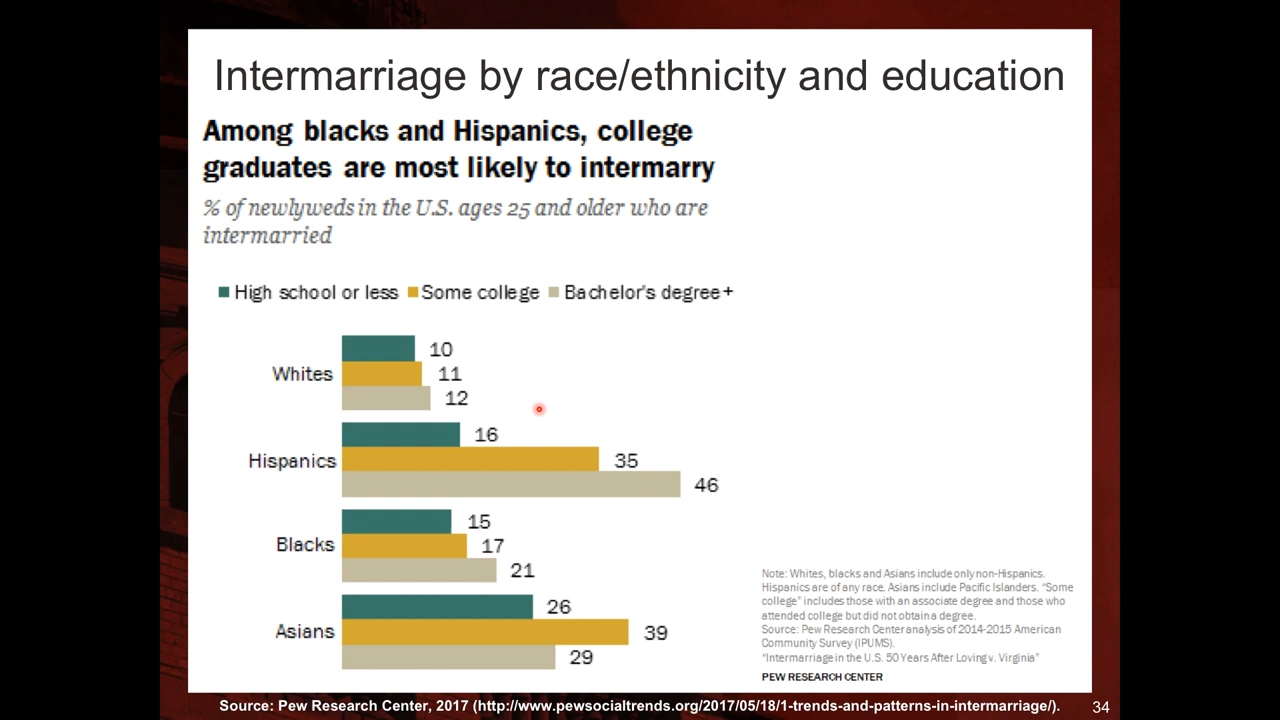 Intermarriage by race/ethnicity and education
Among blacks and Hispanics, college
graduates are most likely to intermarry
% of newlyweds in the U.S. ages 25 and older who are
intermarried
High school or less Some college Bachelor's degree+
10
Whites 11
12
16
Hispanics 35
46
15
Blacks 17
21
26
Asians 39
29
Note: Whites, blacks and Asians include only non-Hispanics.
Hispanics are of any race. Asians include Pacific Islanders. "Some
college" includes those with an associate degree and those who
attended college but did not obtain a degree.
Source: Pew Research Center analysis of 2014-2015 American
Community Survey (IPUMS).
"Intermarriage in the U.S. 50 Years After Loving v. Virginia"
PEW RESEARCH CENTER
Source: Pew Research Center, 2017 (http://www.pewsocialtrends.org/2017/05/18/1-trends-and-patterns-in-intermarriage/).
34